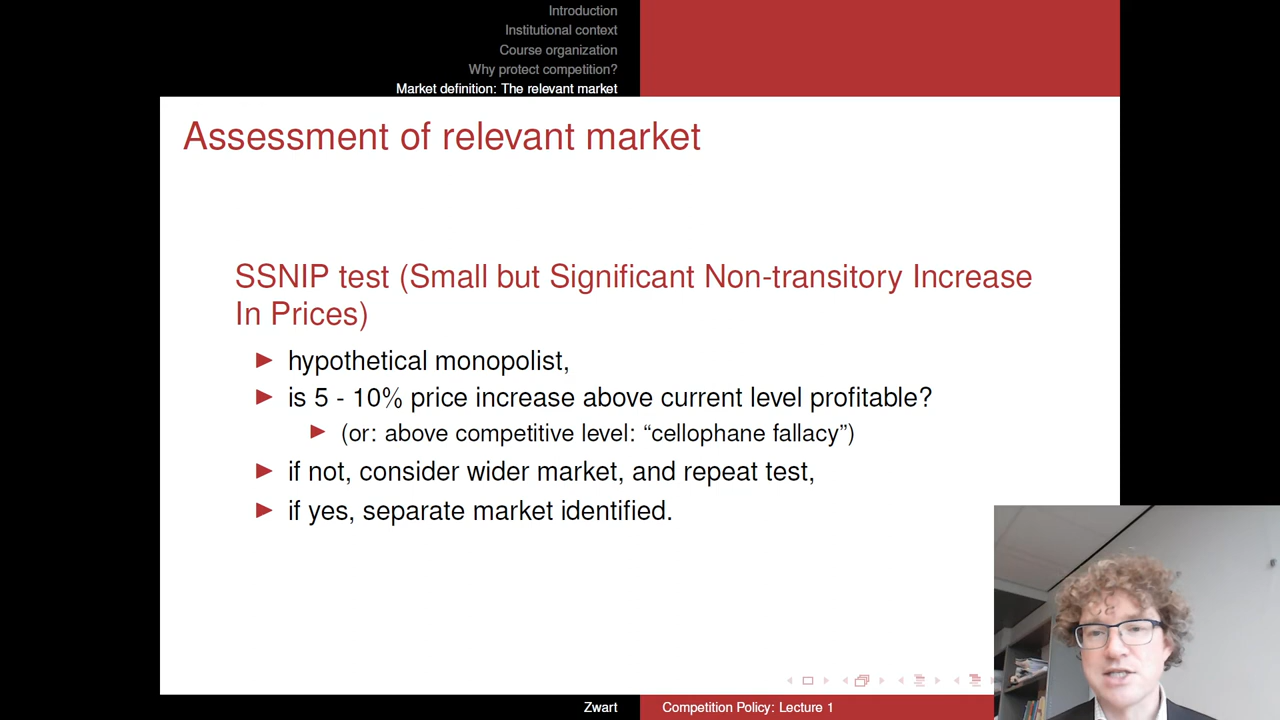 Introduction
Institutional context
Course organization
Why protect competition?
Market definition: The relevant market
Assessment of relevant market
SSNIP test (Small but Significant Non-transitory Increase
In Prices)
hypothetical monopolist,
is 5 - 10% price increase above current level profitable?
(or: above competitive level: “cellophane fallacy”)
if not, consider wider market, and repeat test,
if yes, separate market identified.
Zwart
Competition Policy: Lecture 1